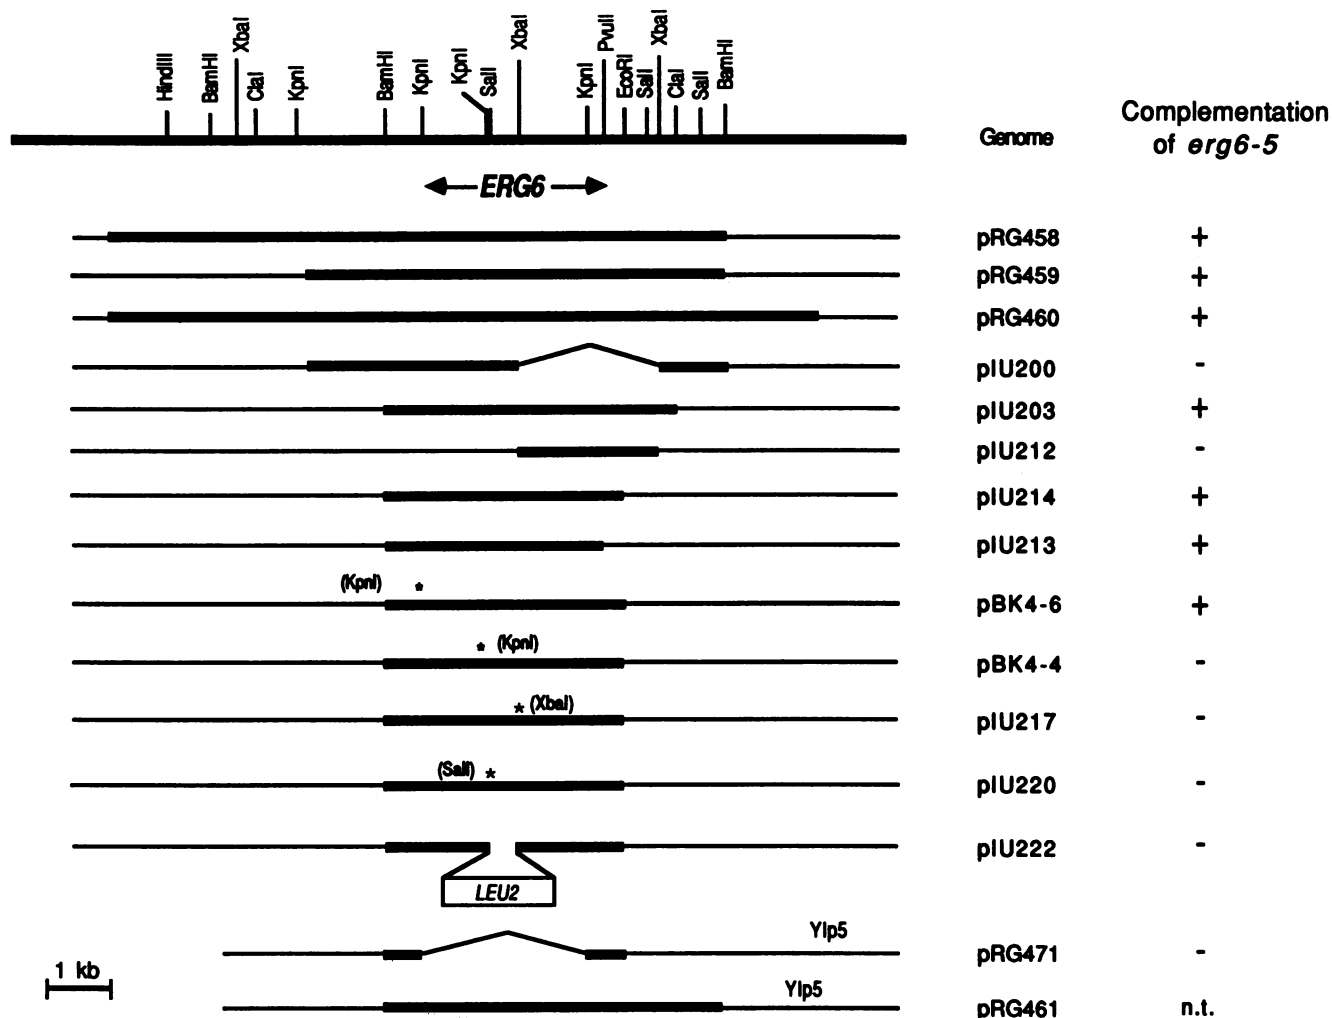 HindIII
BamHI
XbaI
ClaI
KpnI
BamHI
KpnI
KpnI
SalI
XbaI
KpnI
PvuII
EcoRI
SalI
XbaI
ClaI
SalI
BamHI
Genome
Complementation
of erg6-5
ERG6
pRG458 +
pRG459 +
pRG460 +
pIU200 -
pIU203 +
pIU212 -
pIU214 +
pIU213 +
(KpnI) *
pBK4-6 +
* (KpnI)
pBK4-4 -
* (XbaI)
pIU217 -
(SalI) *
pIU220 -
pIU222 -
LEU2
YIp5
pRG471 -
1 kb
YIp5
pRG461 n.t.